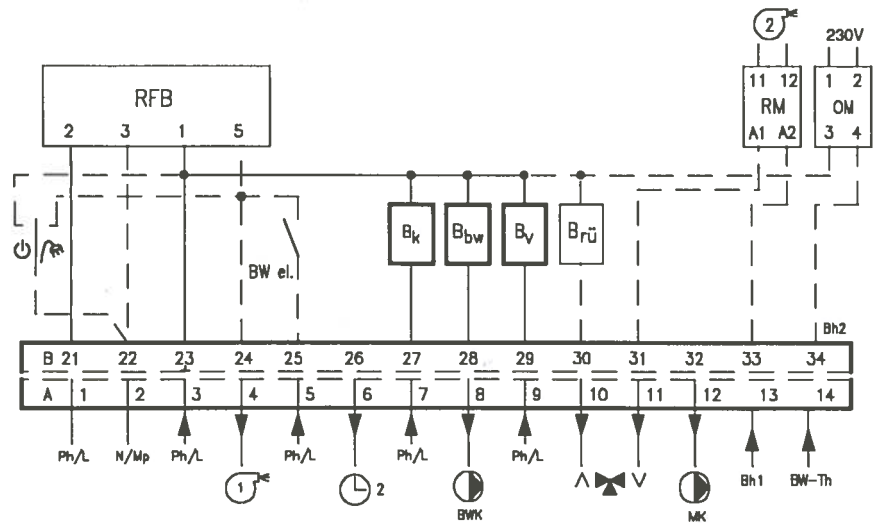 2
230V
11 12 1 2
RM OM
A1 A2 3 4
RFB
2 3 1 5
Bk Bbw Bv Brü
BW el.
Bh2
B 21 22 23 24 25 26 27 28 29 30 31 32 33 34
A 1 2 3 4 5 6 7 8 9 10 11 12 13 14
Ph/L N/Mp Ph/L Ph/L Ph/L Ph/L Bh1 BW-Th
1 2
BWK MK